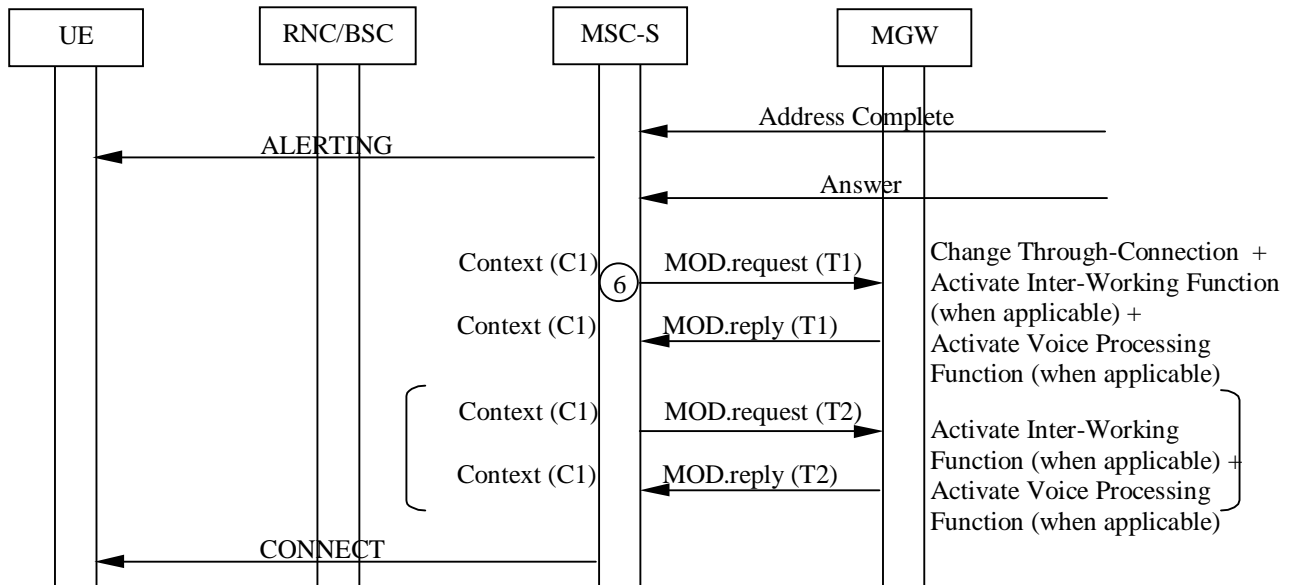 UE
RNC/BSC
MSC-S
MGW
Address Complete
ALERTING
Answer
Context (C1)
6
MOD.request (T1)
Change Through-Connection +
Activate Inter-Working Function
(when applicable) +
Activate Voice Processing
Function (when applicable)
Context (C1)
MOD.reply (T1)
Context (C1)
MOD.request (T2)
Activate Inter-Working
Function (when applicable) +
Activate Voice Processing
Function (when applicable)
Context (C1)
MOD.reply (T2)
CONNECT